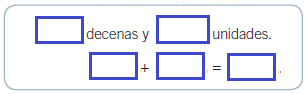 decenas y unidades.
+ = .